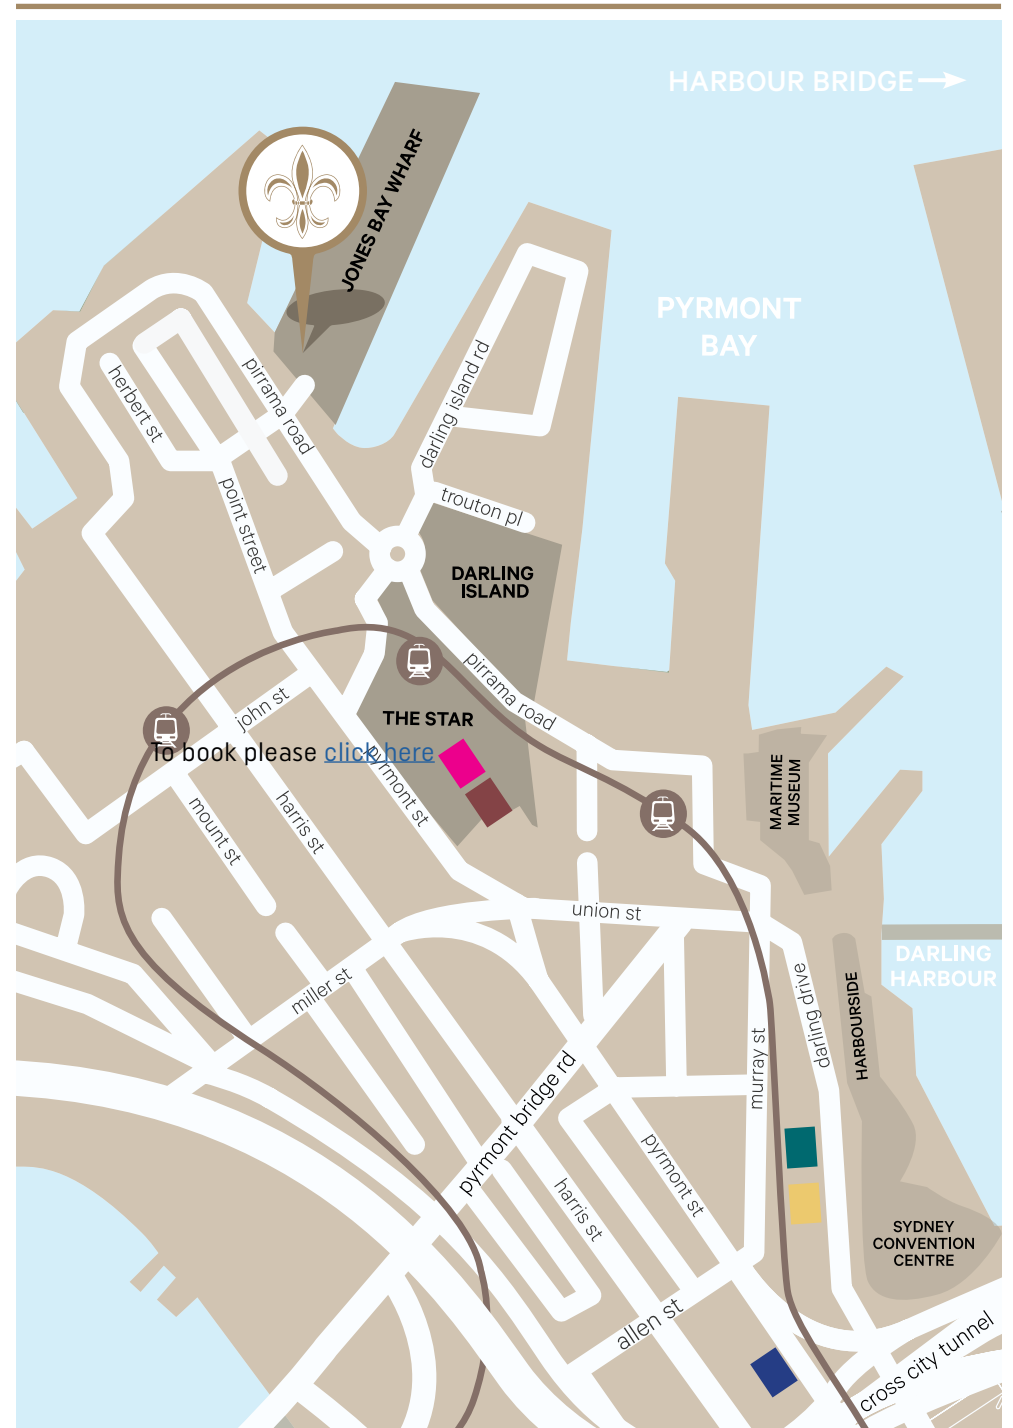 HARBOUR BRIDGE
JONES BAY WHARF
PYRMONT
BAY
darling island rd
pirrama road
herbert st
point street
trouton pl
DARLING
ISLAND
pirrama road
john st
THE STAR
To book please click here
pyrmont st
MARITIME
MUSEUM
mount st
harris st
union st
DARLING
HARBOUR
miller st
darling drive
HARBOURSIDE
murray st
pyrmont bridge rd
pyrmont st
harris st
SYDNEY
CONVENTION
CENTRE
allen st
cross city tunnel